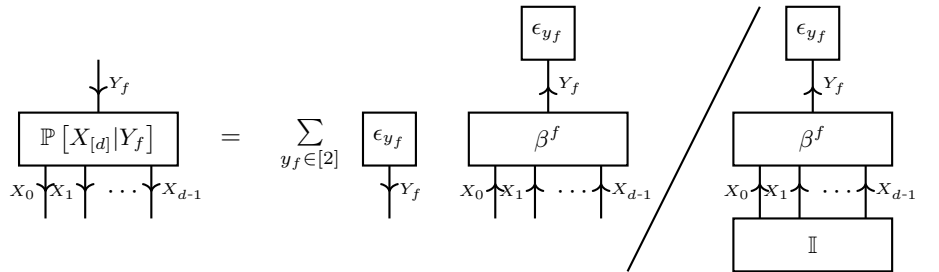 ϵ_{y_f} ϵ_{y_f}
Y_f Y_f Y_f
ℙ[X_{[d]}|Y_f] = ∑_{y_f∈[2]} ϵ_{y_f} β^f β^f
X_0 X_1 ⋯ X_{d-1} Y_f X_0 X_1 ⋯ X_{d-1} X_0 X_1 ⋯ X_{d-1}
𝕀